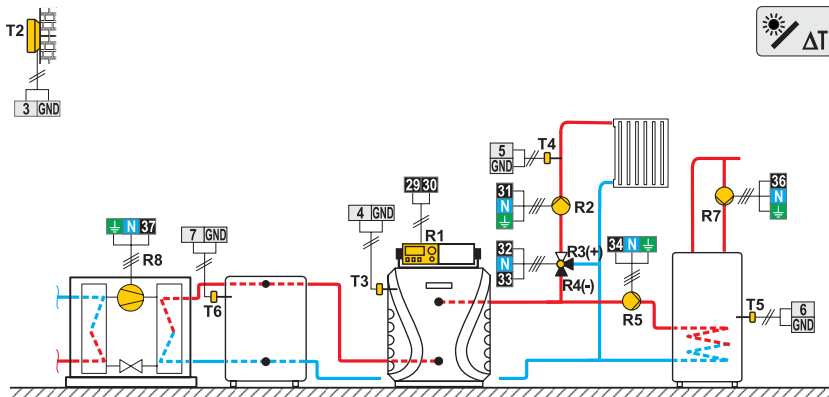 T2
ΔT
3 GND
5
GND
T4
29 30
31
N
R2
36
N
R7
4 GND
N 37
7 GND
R8
R1
32
N
33
R3(+)
R4(-)
34 N
T3
T6
R5
T5
6
GND